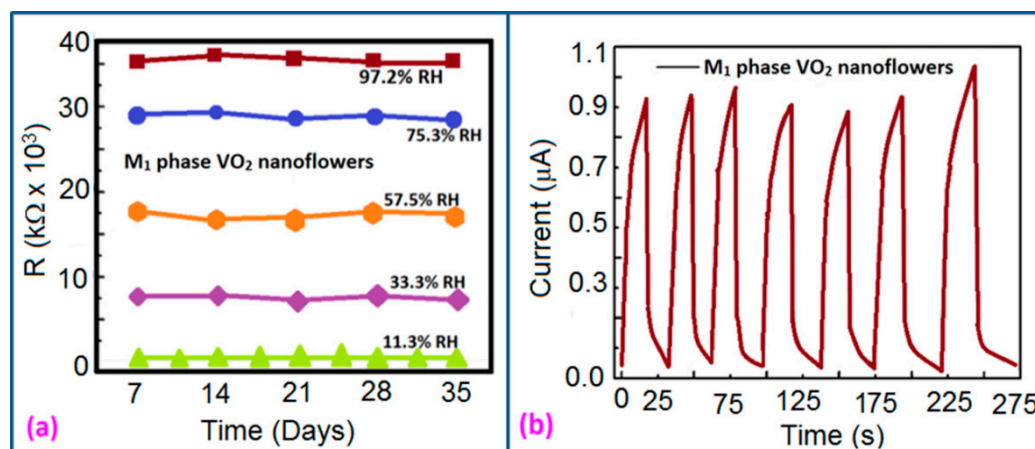 40
30
20
10
0
R (kΩ x 10³)
97.2% RH
75.3% RH
M₁ phase VO₂ nanoflowers
57.5% RH
33.3% RH
11.3% RH
7 14 21 28 35
Time (Days)
(a)
1.1
0.9
0.7
0.5
0.3
0.0
Current (µA)
M₁ phase VO₂ nanoflowers
0 25 75 125 175 225 275
Time (s)
(b)